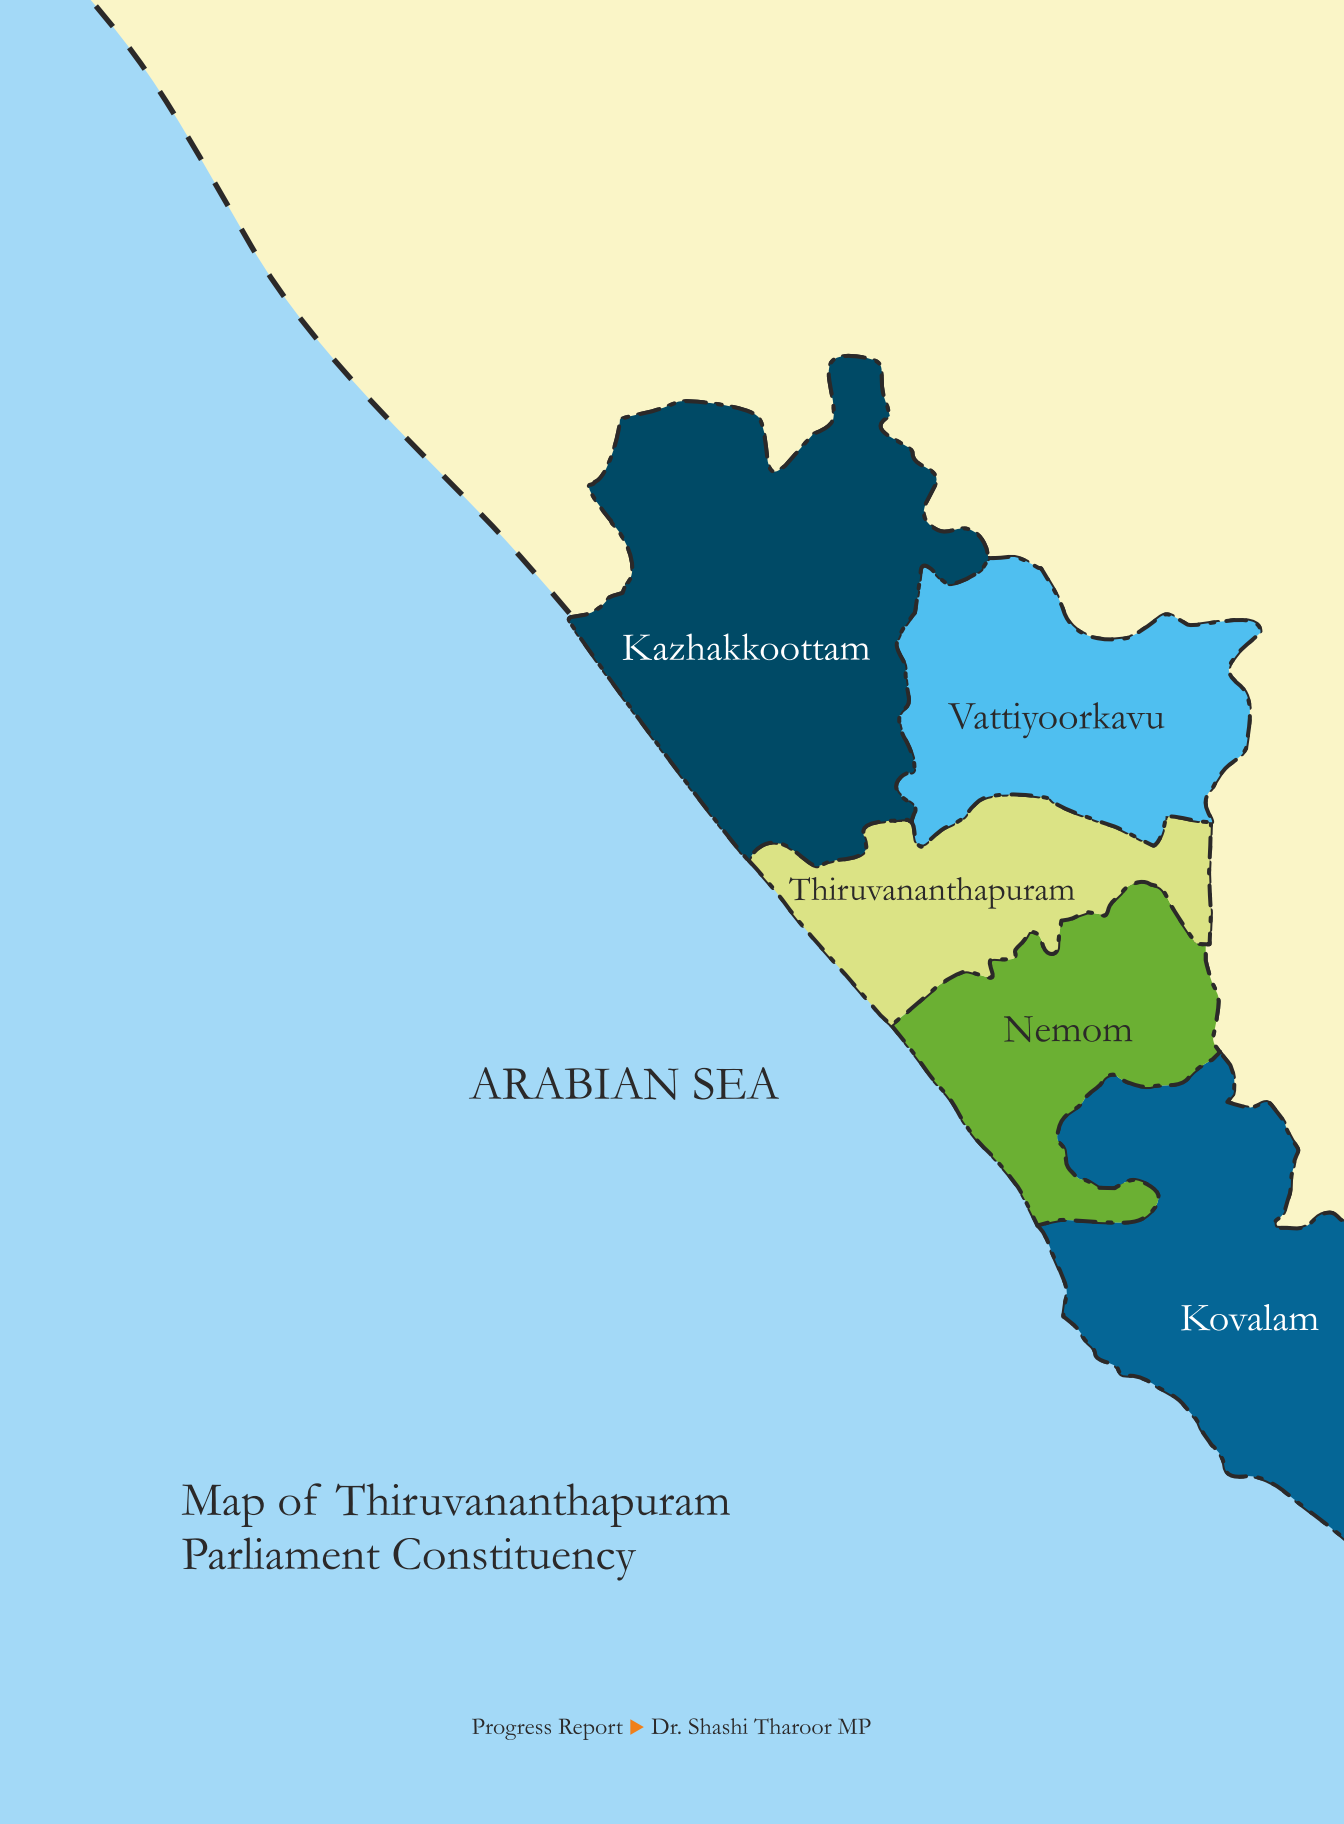 Kazhakkoottam
Vattiyoorkavu
Thiruvananthapuram
Nemom
ARABIAN SEA
Kovalam
Map of Thiruvananthapuram
Parliament Constituency
Progress Report ▶ Dr. Shashi Tharoor MP